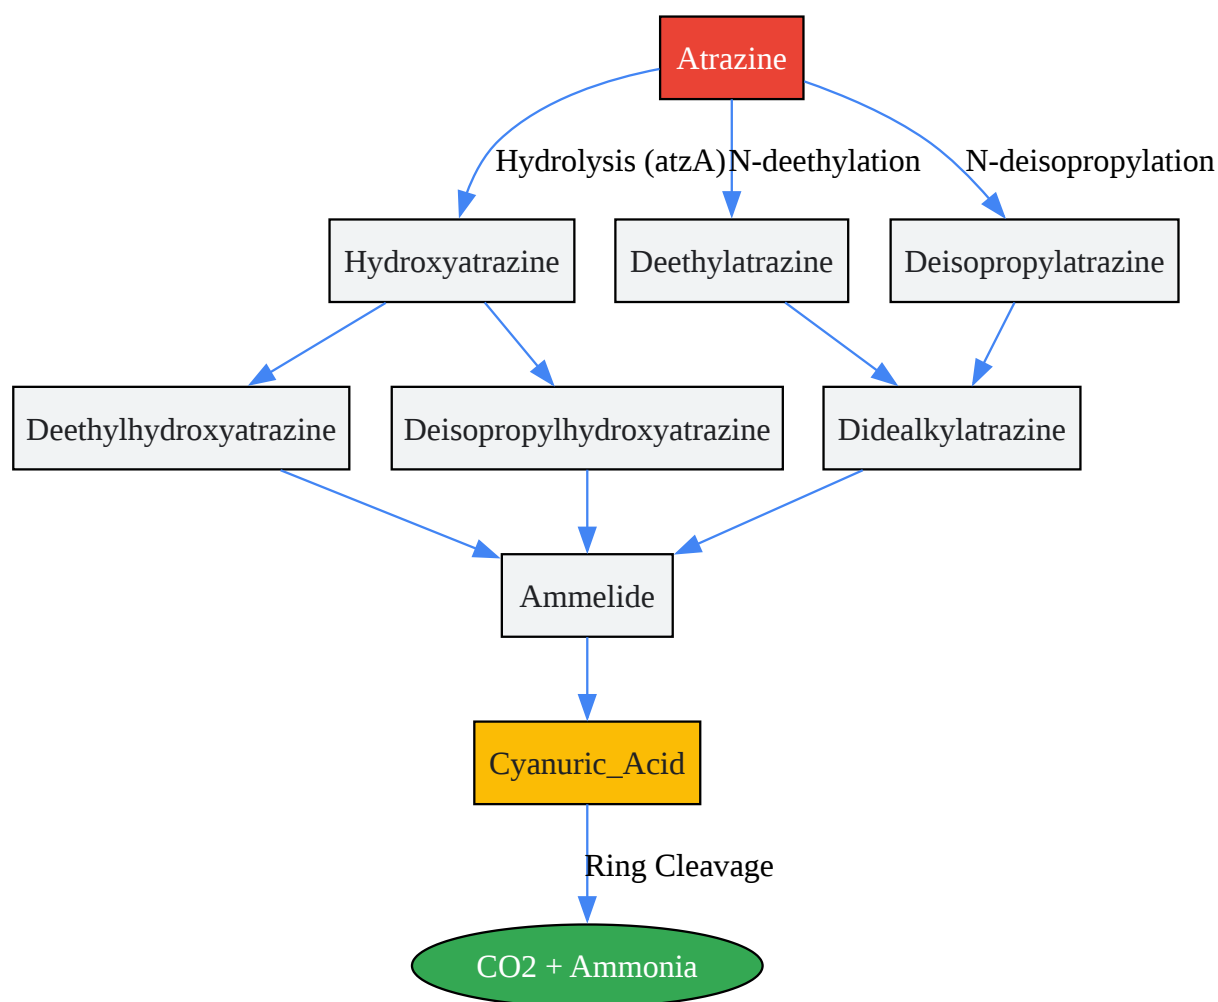 Atrazine
Hydrolysis (atzA)
N-deethylation
N-deisopropylation
Hydroxyatrazine
Deethylatrazine
Deisopropylatrazine
Deethylhydroxyatrazine
Deisopropylhydroxyatrazine
Didealkylatrazine
Ammelide
Cyanuric_Acid
Ring Cleavage
CO2 + Ammonia